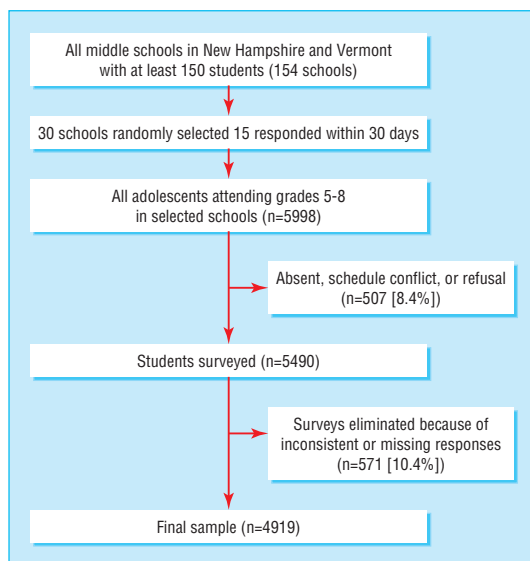 All middle schools in New Hampshire and Vermont
with at least 150 students (154 schools)
30 schools randomly selected 15 responded within 30 days
All adolescents attending grades 5-8
in selected schools (n=5998)
Absent, schedule conflict, or refusal
(n=507 [8.4%])
Students surveyed (n=5490)
Surveys eliminated because of
inconsistent or missing responses
(n=571 [10.4%])
Final sample (n=4919)